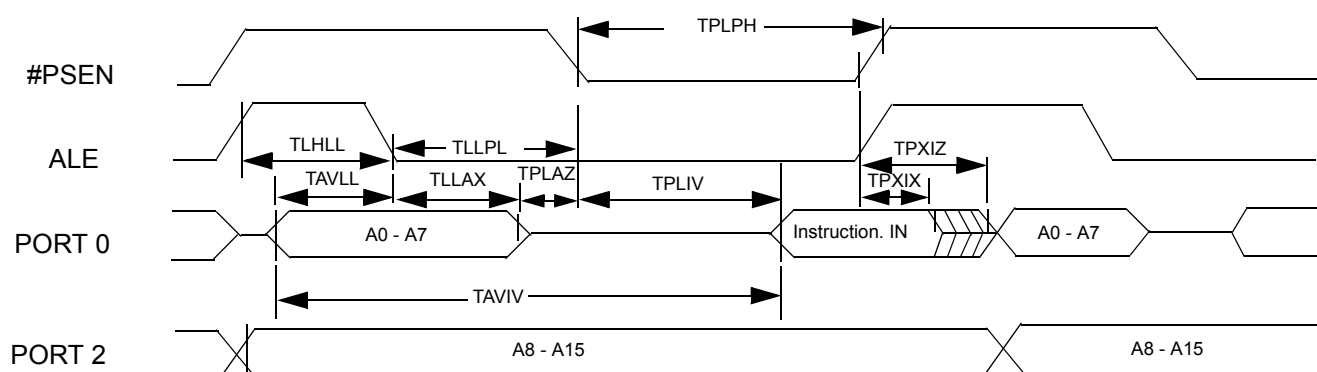 TPLPH
#PSEN
ALE
TLHLL
TLLPL
TPXIZ
TAVLL
TLLAX
TPLAZ
TPLIV
TPXIX
PORT 0
A0 - A7
Instruction. IN
A0 - A7
TAVIV
PORT 2
A8 - A15
A8 - A15